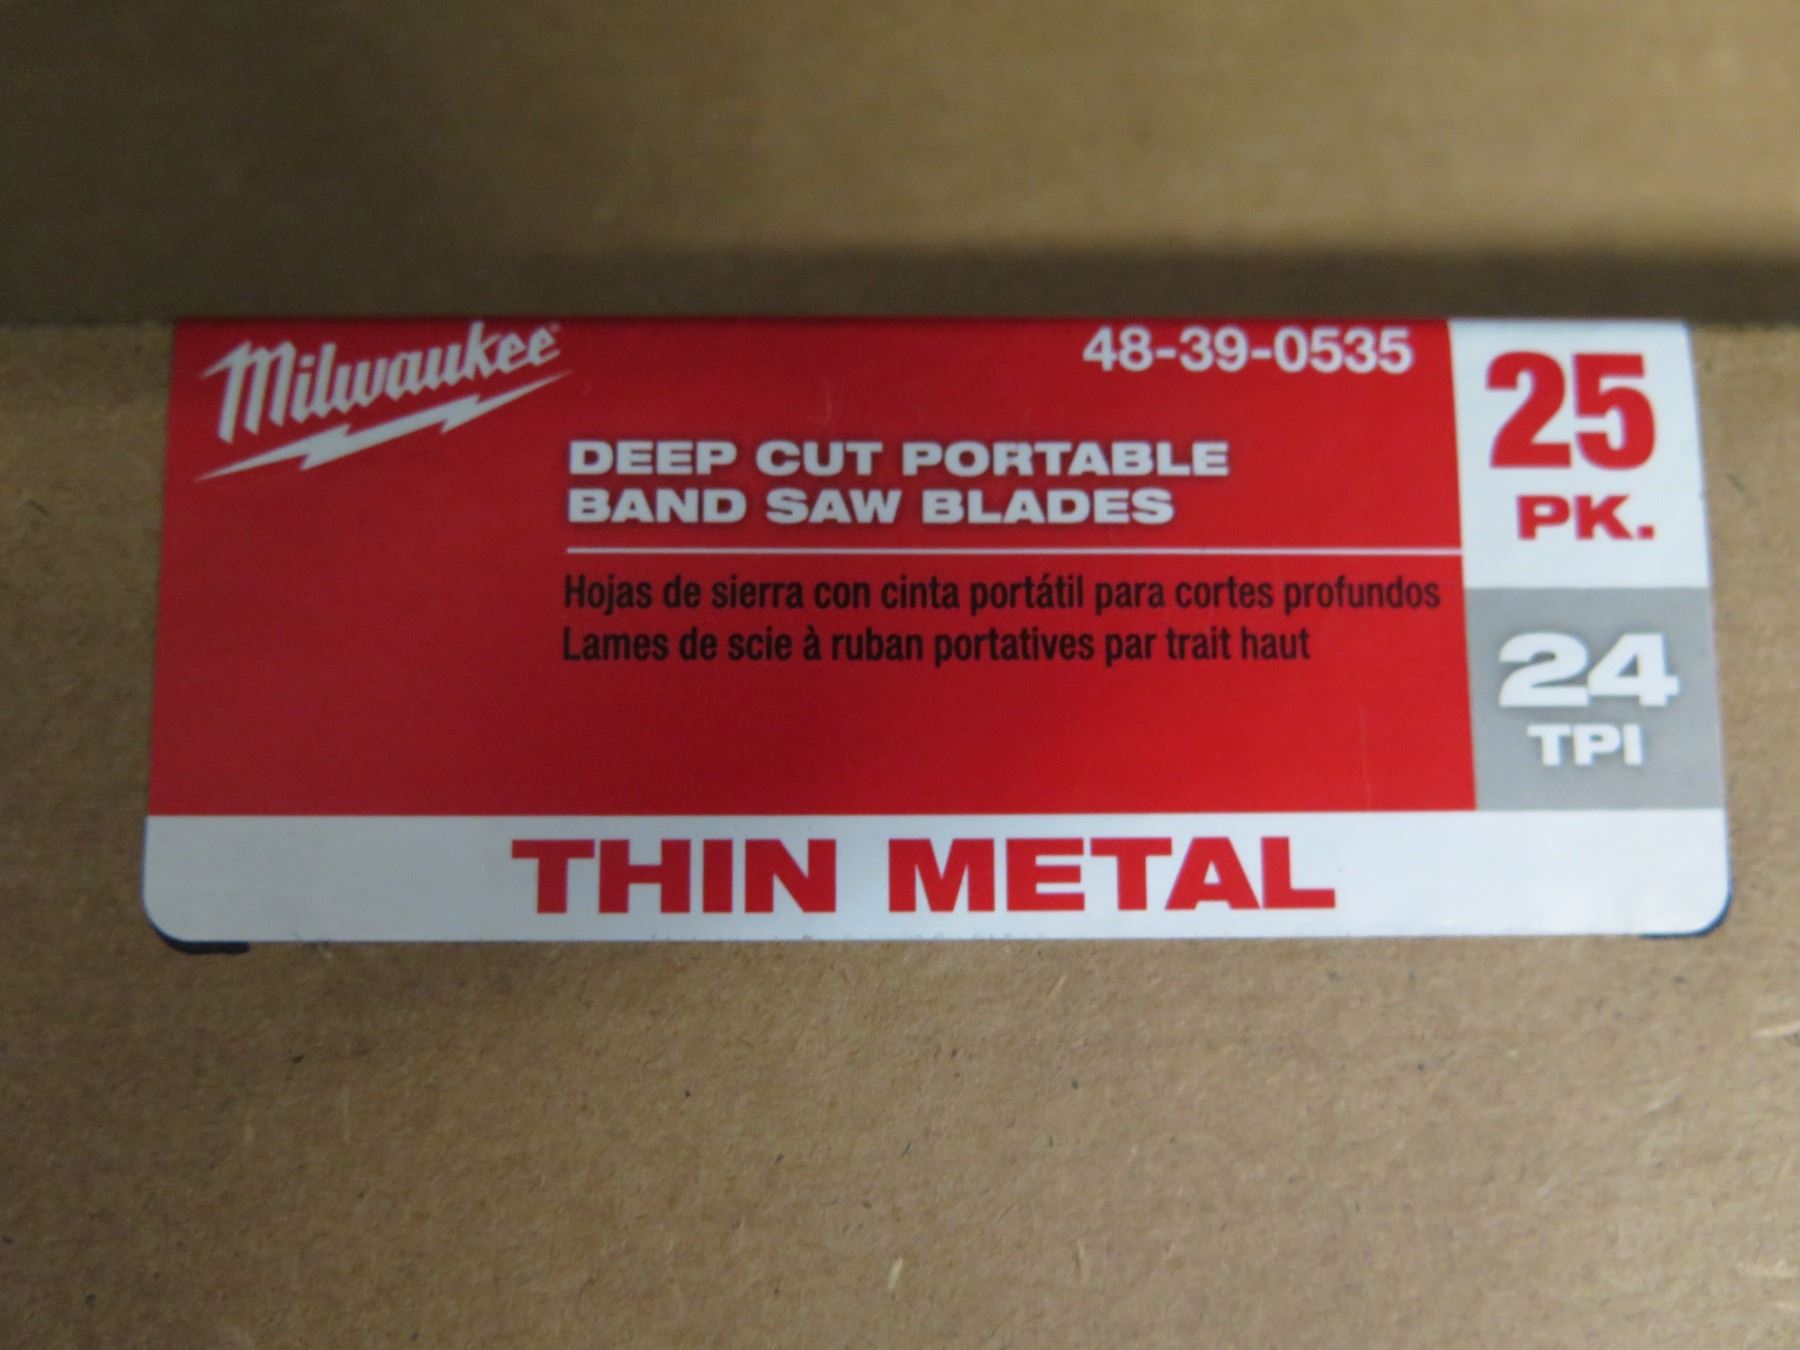 Milwaukee®
48-39-0535
DEEP CUT PORTABLE
BAND SAW BLADES
Hojas de sierra con cinta portátil para cortes profundos
Lames de scie à ruban portatives par trait haut
25
PK.
24
TPI
THIN METAL